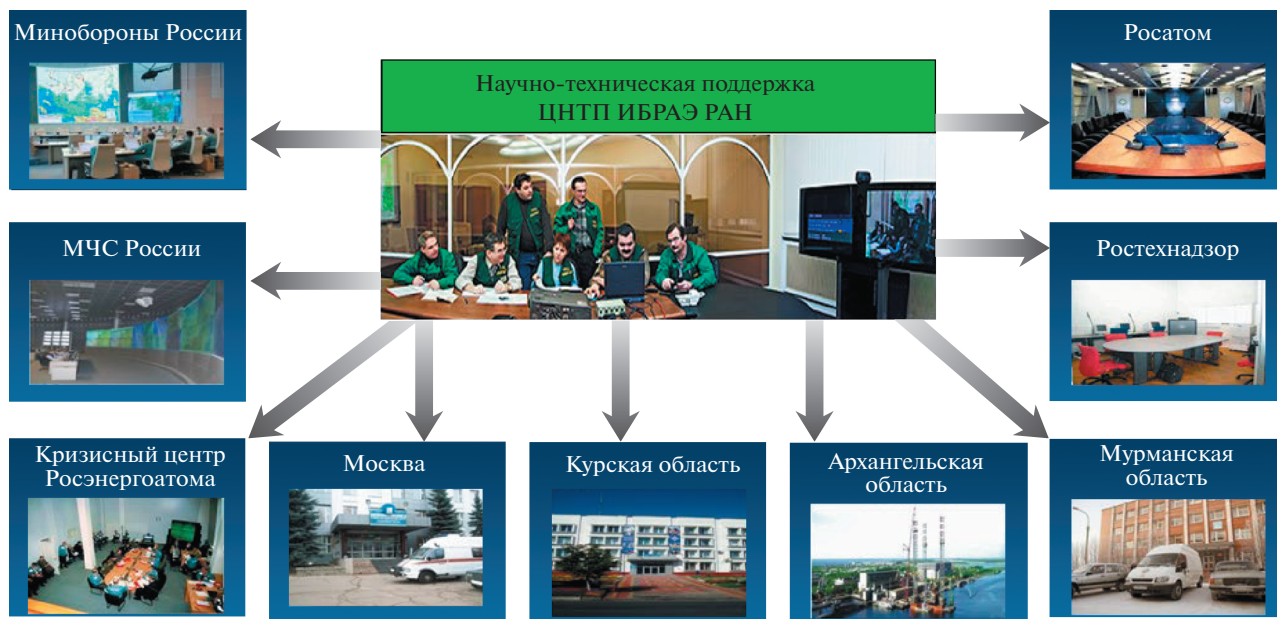 Минобороны России
Научно-техническая поддержка
ЦНТП ИБРАЭ РАН
Росатом
МЧС России
Ростехнадзор
Кризисный центр
Росэнергоатома
Москва
Курская область
Архангельская
область
Мурманская
область